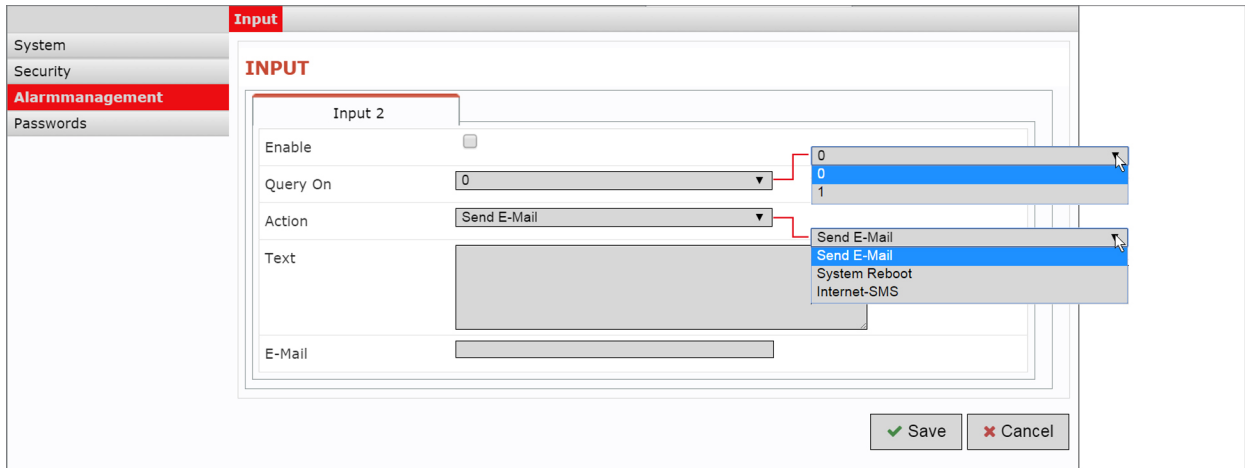 Input
System
Security
Alarmmanagement
Passwords
INPUT
Input 2
Enable
Query On
0
0
0
1
Action
Send E-Mail
Send E-Mail
Send E-Mail
System Reboot
Internet-SMS
Text
E-Mail
Save
Cancel